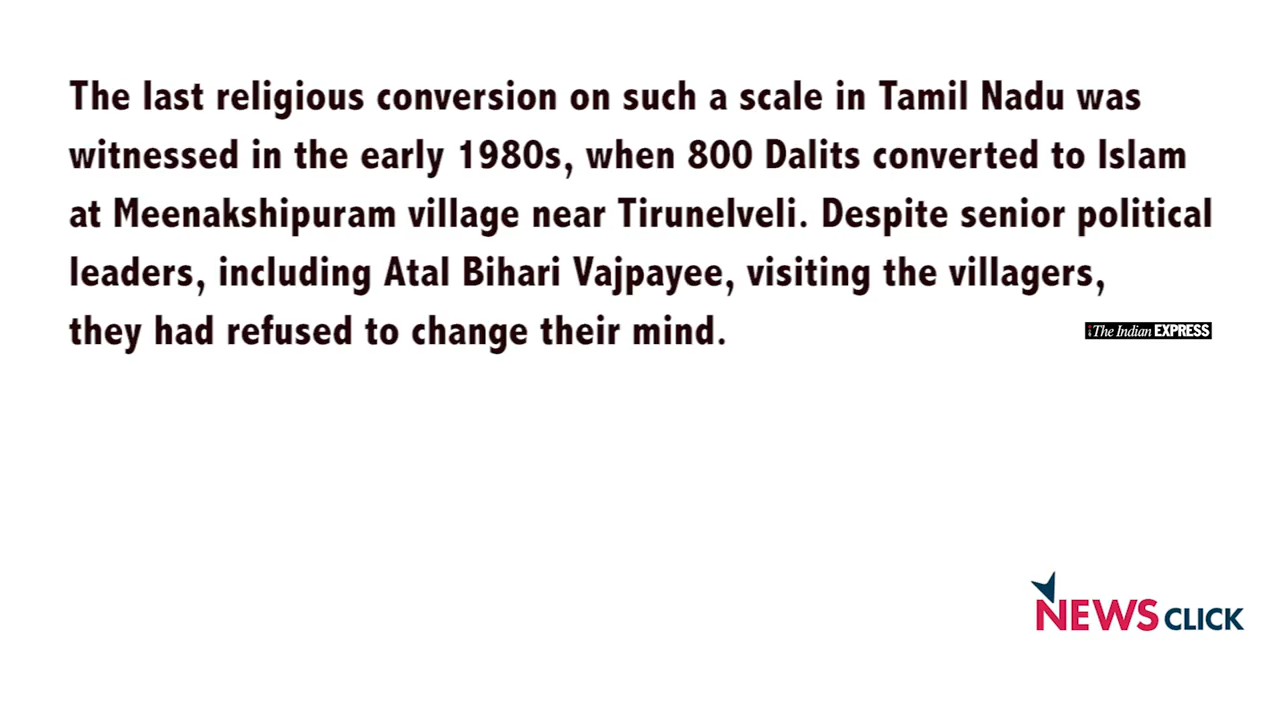 The last religious conversion on such a scale in Tamil Nadu was
witnessed in the early 1980s, when 800 Dalits converted to Islam
at Meenakshipuram village near Tirunelveli. Despite senior political
leaders, including Atal Bihari Vajpayee, visiting the villagers,
they had refused to change their mind.
The Indian EXPRESS
NEWSCLICK